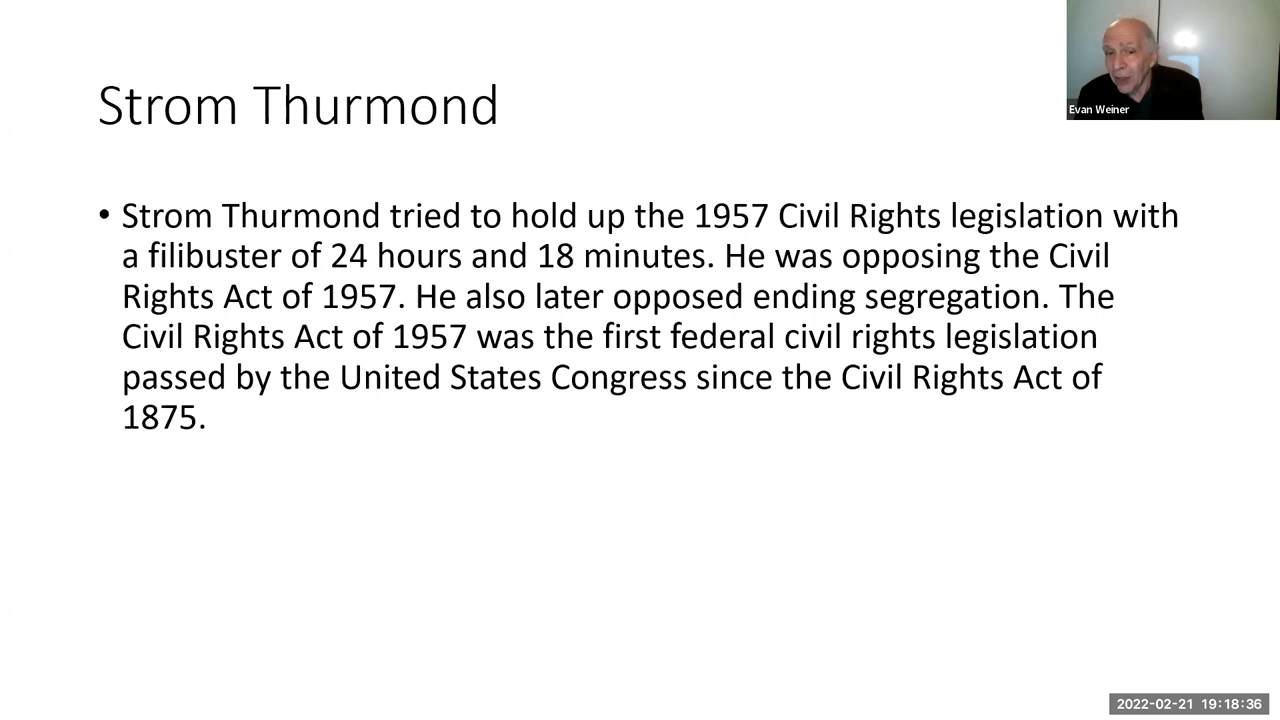 Strom Thurmond
Evan Weiner
• Strom Thurmond tried to hold up the 1957 Civil Rights legislation with
a filibuster of 24 hours and 18 minutes. He was opposing the Civil
Rights Act of 1957. He also later opposed ending segregation. The
Civil Rights Act of 1957 was the first federal civil rights legislation
passed by the United States Congress since the Civil Rights Act of
1875.
2022-02-21 19:18:36